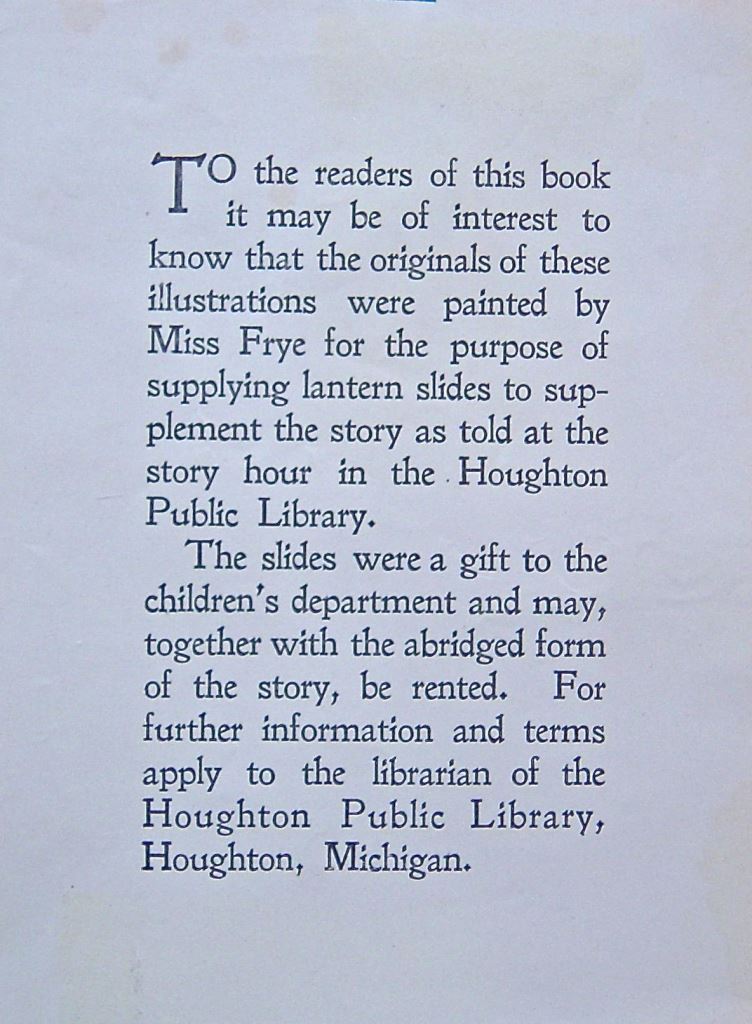 To the readers of this book
it may be of interest to
know that the originals of these
illustrations were painted by
Miss Frye for the purpose of
supplying lantern slides to sup-
plement the story as told at the
story hour in the Houghton
Public Library.
The slides were a gift to the
children's department and may,
together with the abridged form
of the story, be rented. For
further information and terms
apply to the librarian of the
Houghton Public Library,
Houghton, Michigan.